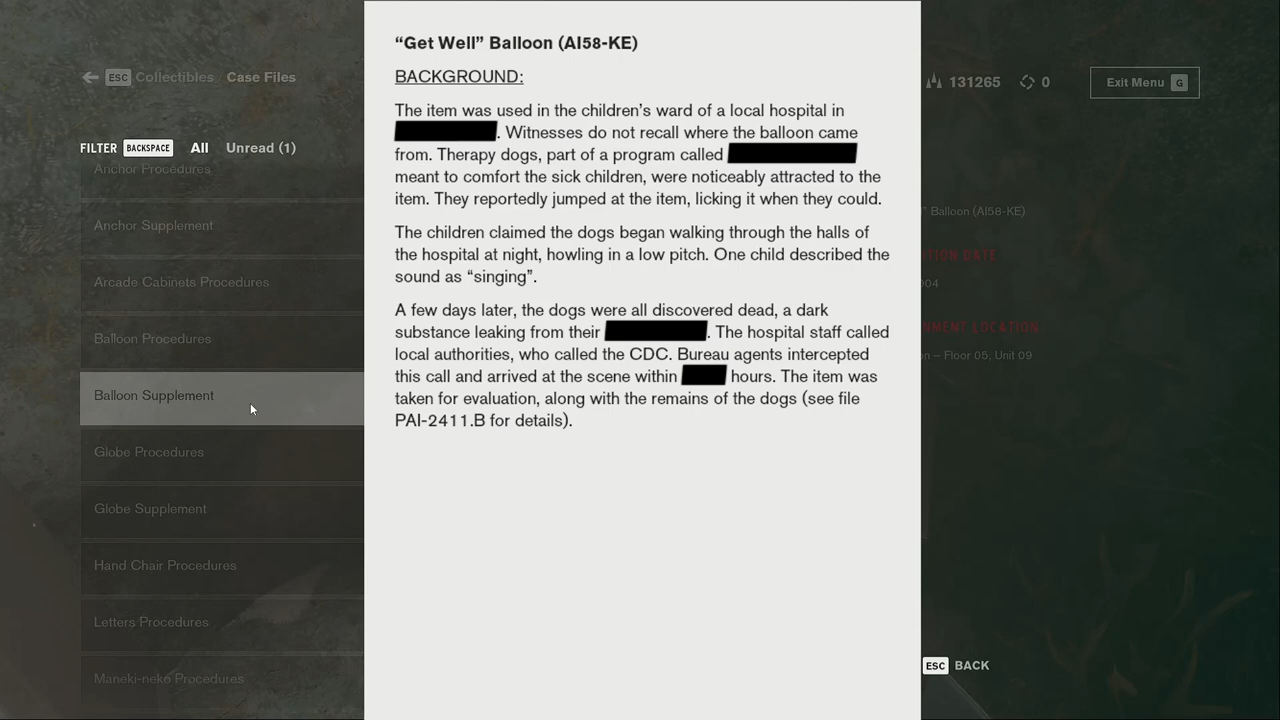 "Get Well" Balloon (AI58-KE)
BACKGROUND:
The item was used in the children's ward of a local hospital in
. Witnesses do not recall where the balloon came
from. Therapy dogs, part of a program called
meant to comfort the sick children, were noticeably attracted to the
item. They reportedly jumped at the item, licking it when they could.
The children claimed the dogs began walking through the halls of
the hospital at night, howling in a low pitch. One child described the
sound as "singing".
A few days later, the dogs were all discovered dead, a dark
substance leaking from their . The hospital staff called
local authorities, who called the CDC. Bureau agents intercepted
this call and arrived at the scene within hours. The item was
taken for evaluation, along with the remains of the dogs (see file
PAI-2411.B for details).
ESC Collectibles / Case Files
131265 0 Exit Menu G
FILTER BACKSPACE All Unread (1)
Anchor Procedures
Anchor Supplement
Arcade Cabinets Procedures
Balloon Procedures
Balloon Supplement
Globe Procedures
Globe Supplement
Hand Chair Procedures
Letters Procedures
Maneki-neko Procedures
" Balloon (AI58-KE)
004
– Floor 05, Unit 09
ESC BACK